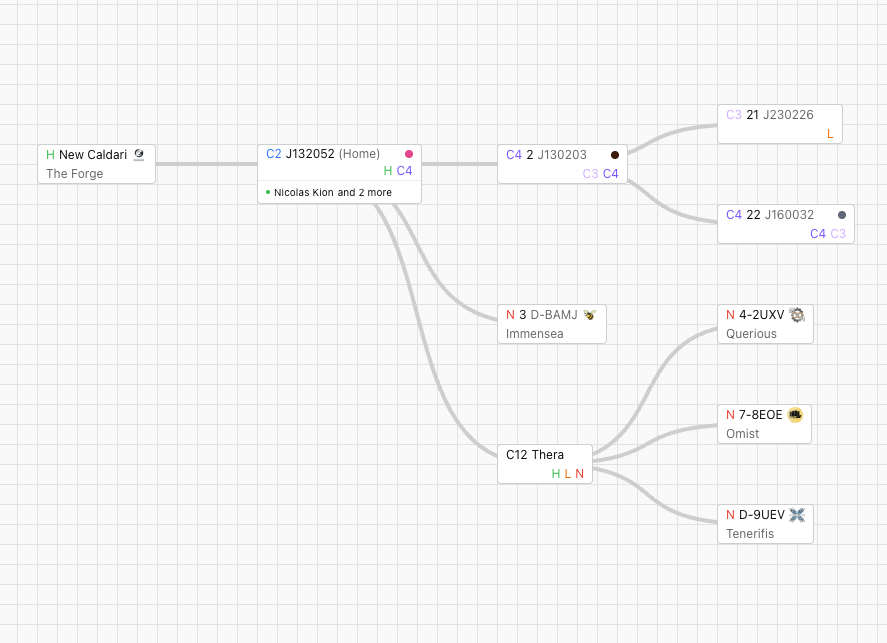 H New Caldari
The Forge
C2 J132052 (Home)
H C4
Nicolas Kion and 2 more
C4 2 J130203
C3 C4
C3 21 J230226
L
C4 22 J160032
C4 C3
N 3 D-BAMJ
Immensea
N 4-2UXV
Querious
N 7-8EOE
Omist
C12 Thera
H L N
N D-9UEV
Tenerifis